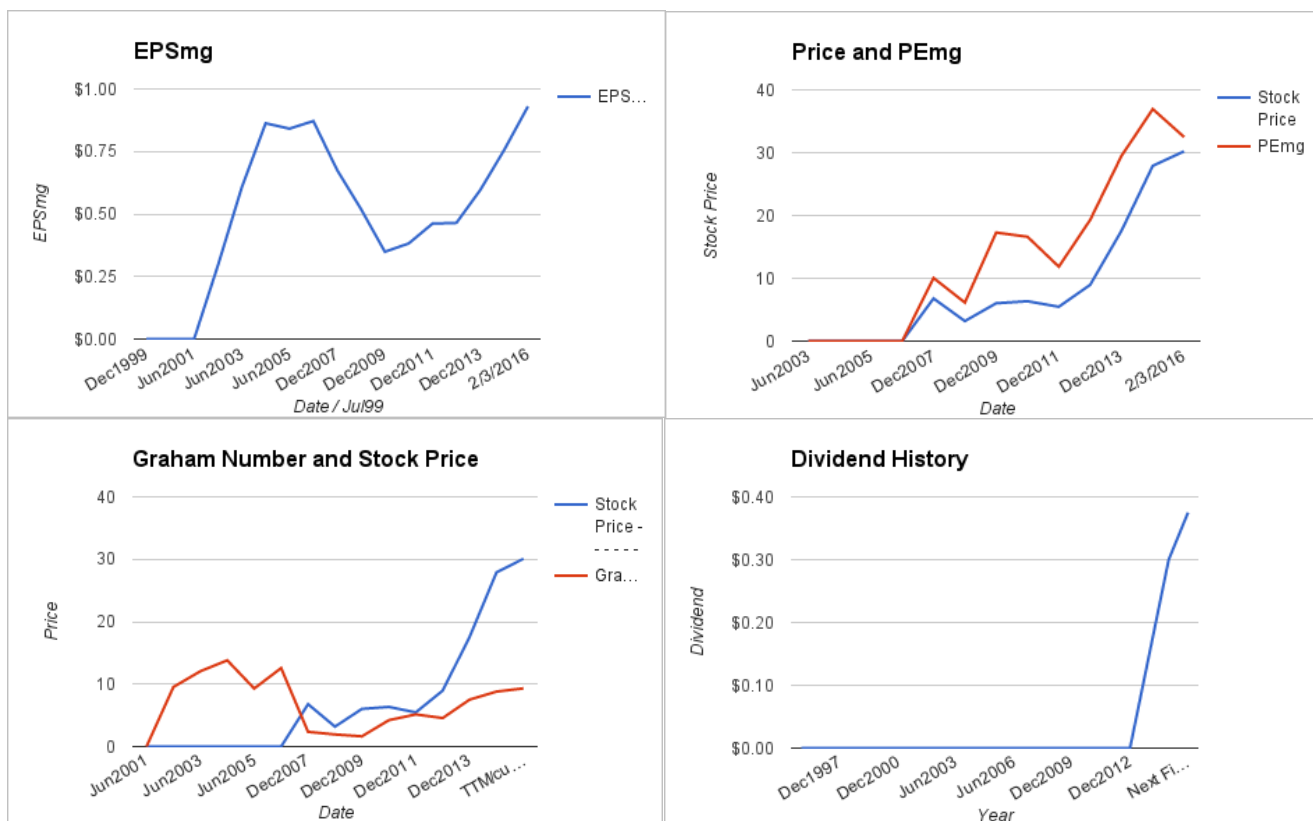 EPSmg
$1.00
$0.75
$0.50
$0.25
$0.00
EPSmg
Dec1999
Jun2001
Jun2003
Jun2005
Dec2007
Dec2009
Dec2011
Dec2013
2/3/2016
Date / Jul99
EPS...
Price and PEmg
40
30
20
10
0
Stock Price
Jun2003
Jun2005
Dec2007
Dec2009
Dec2011
Dec2013
2/3/2016
Date
Stock
Price
PEmg
Graham Number and Stock Price
40
30
20
10
0
Price
Jun2001
Jun2003
Jun2005
Dec2007
Dec2009
Dec2011
Dec2013
TTM/cu...
Date
Stock
Price -
- - - - -
Gra...
Dividend History
$0.40
$0.30
$0.20
$0.10
$0.00
Dividend
Dec1997
Dec2000
Jun2003
Jun2006
Dec2009
Dec2012
Next Fi...
Year